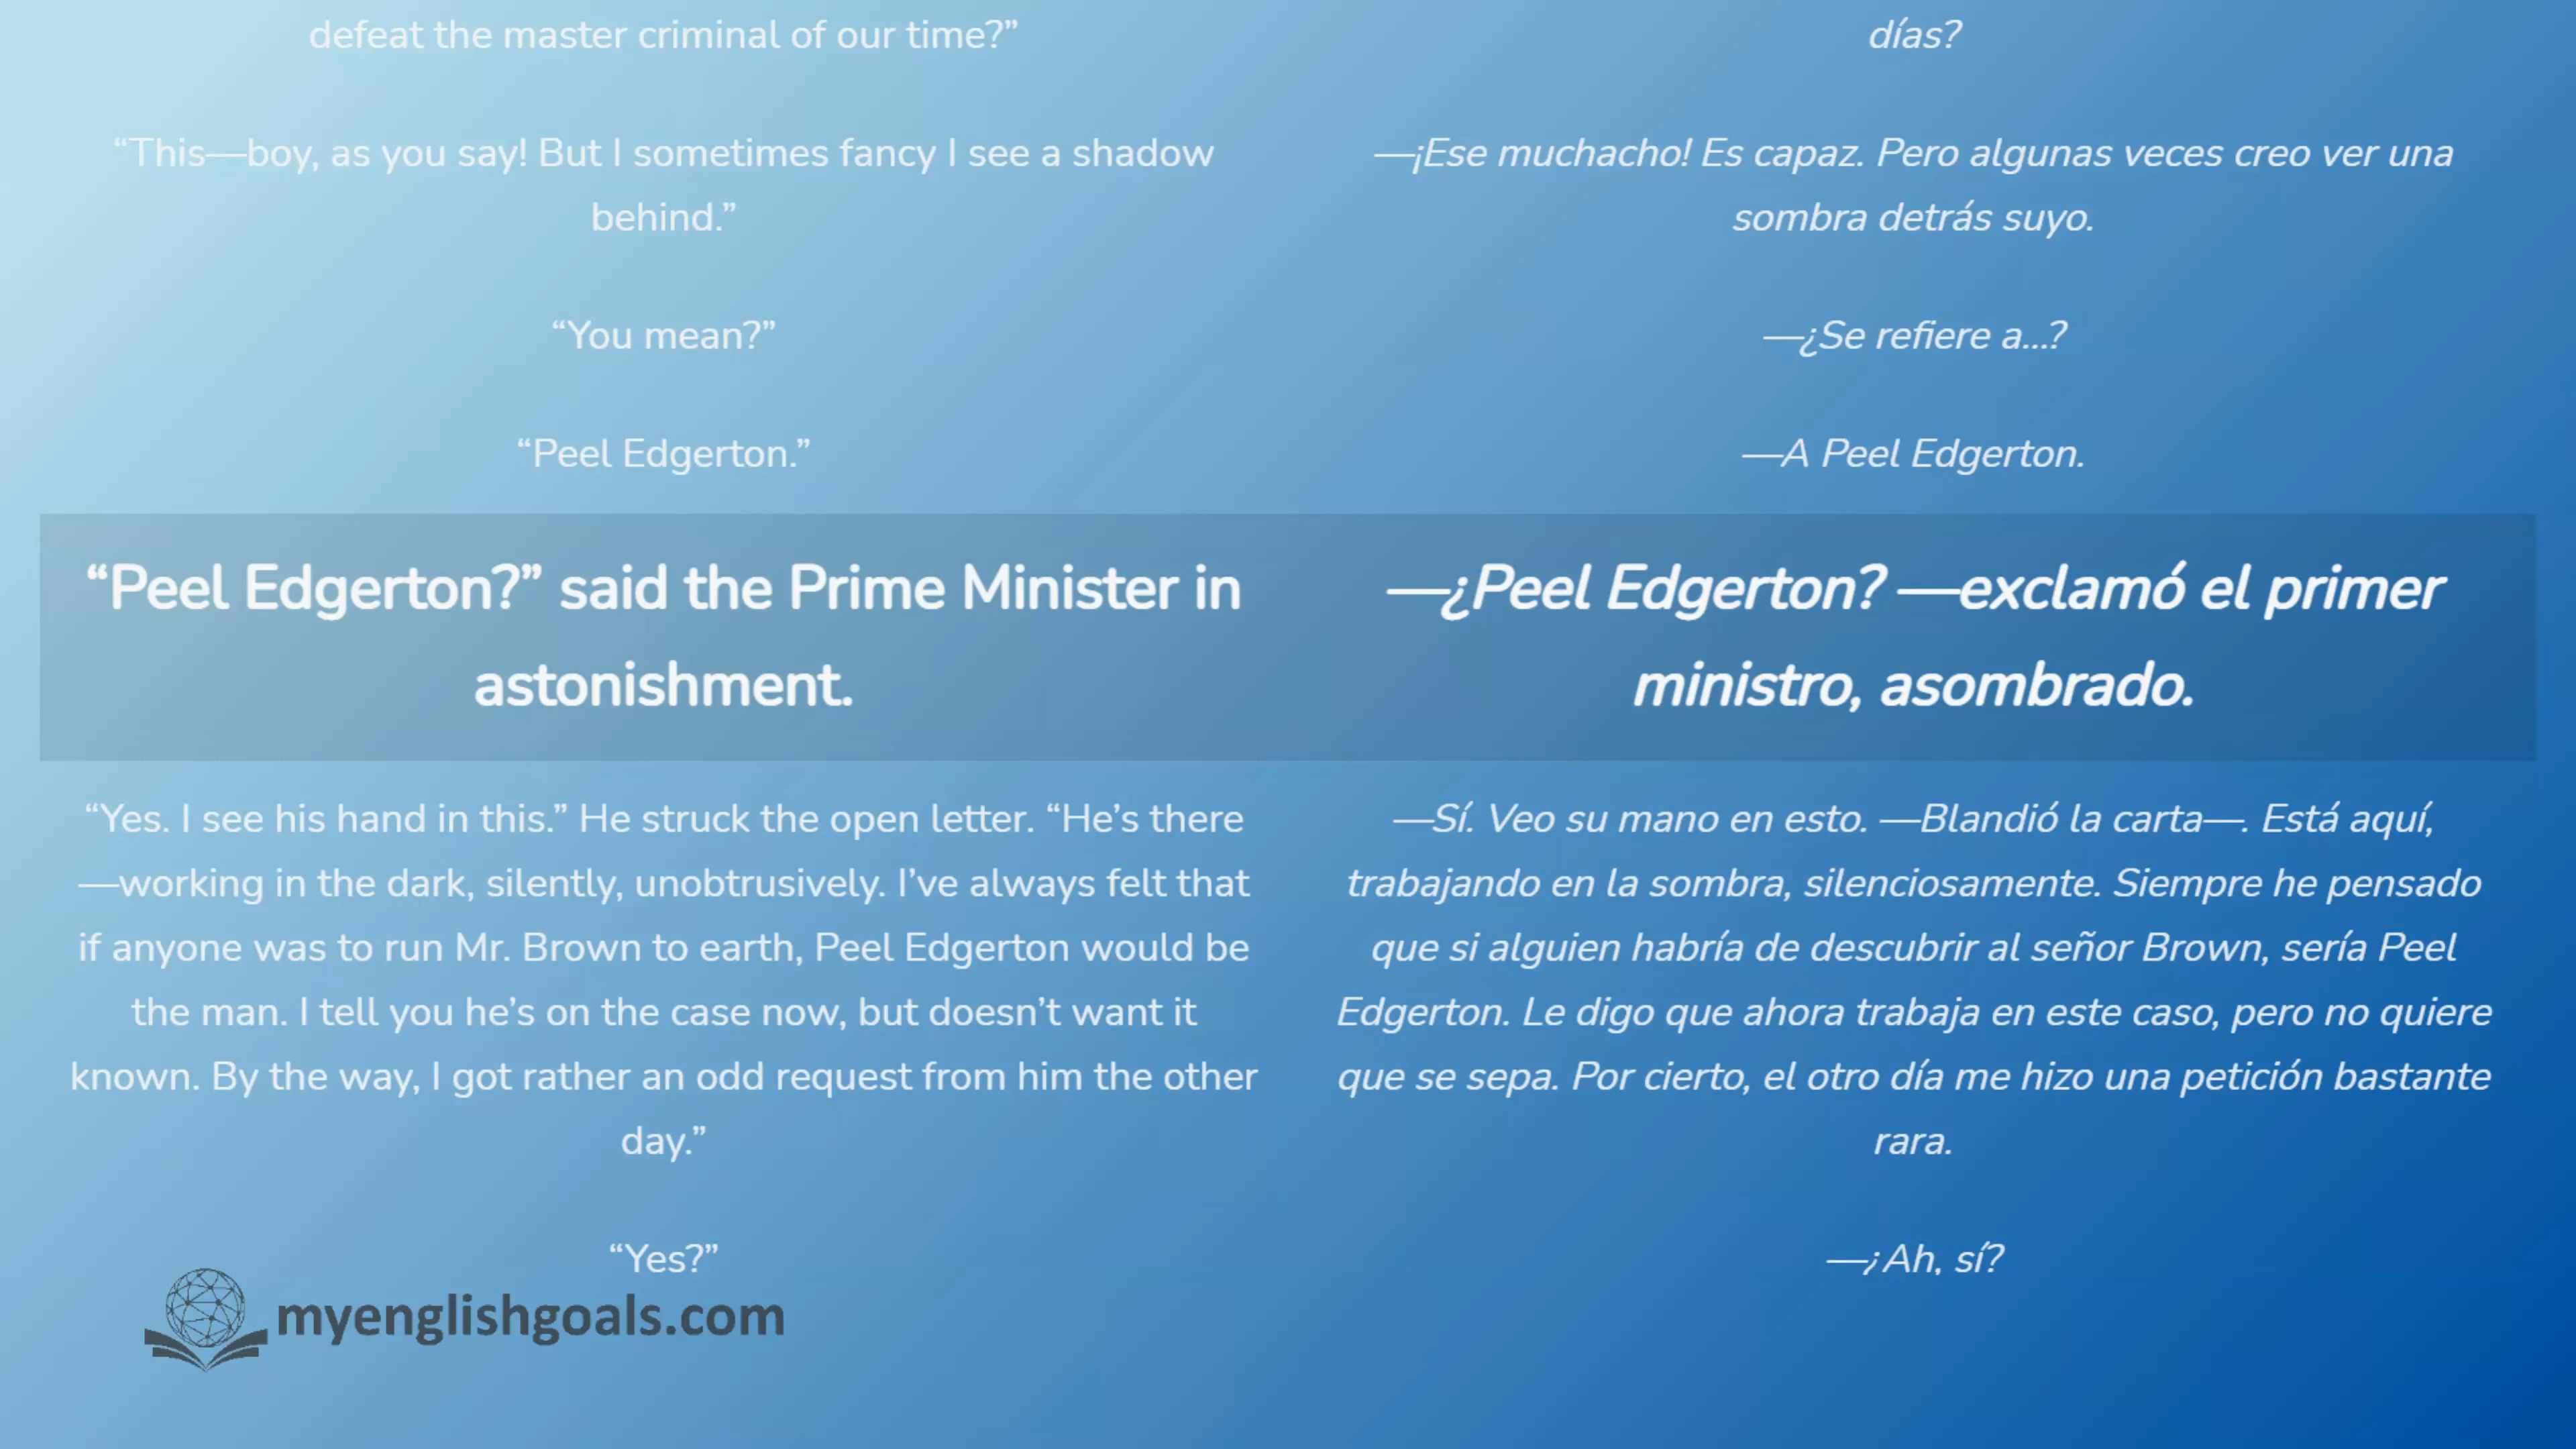 defeat the master criminal of our time?”
“This—boy, as you say! But I sometimes fancy I see a shadow
behind.”
“You mean?”
“Peel Edgerton.”
“Peel Edgerton?” said the Prime Minister in
astonishment.
“Yes. I see his hand in this.” He struck the open letter. “He’s there
—working in the dark, silently, unobtrusively. I’ve always felt that
if anyone was to run Mr. Brown to earth, Peel Edgerton would be
the man. I tell you he’s on the case now, but doesn’t want it
known. By the way, I got rather an odd request from him the other
day.”
“Yes?”
días?
—¡Ese muchacho! Es capaz. Pero algunas veces creo ver una
sombra detrás suyo.
—¿Se refiere a...?
—A Peel Edgerton.
—¿Peel Edgerton? —exclamó el primer
ministro, asombrado.
—Sí. Veo su mano en esto. —Blandió la carta—. Está aquí,
trabajando en la sombra, silenciosamente. Siempre he pensado
que si alguien habría de descubrir al señor Brown, sería Peel
Edgerton. Le digo que ahora trabaja en este caso, pero no quiere
que se sepa. Por cierto, el otro día me hizo una petición bastante
rara.
—¿Ah, sí?
myenglishgoals.com